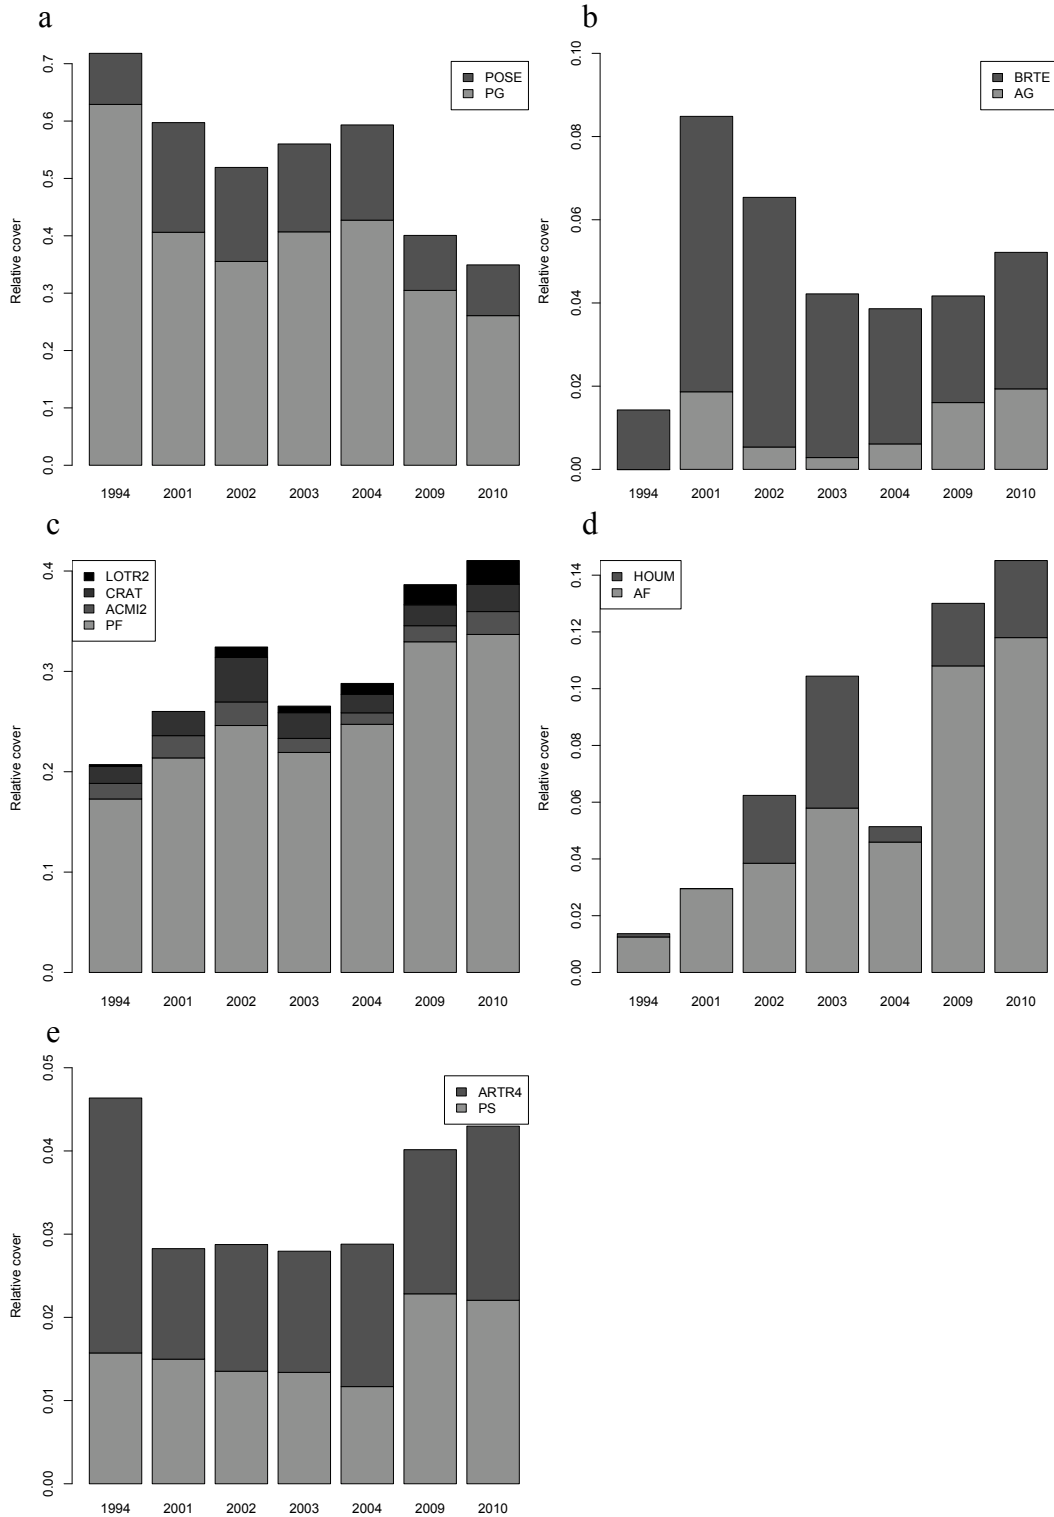 a
0.0 0.1 0.2 0.3 0.4 0.5 0.6 0.7
Relative cover
POSE
PG
1994 2001 2002 2003 2004 2009 2010
b
0.00 0.02 0.04 0.06 0.08 0.10
Relative cover
BRTE
AG
1994 2001 2002 2003 2004 2009 2010
c
0.0 0.1 0.2 0.3 0.4
Relative cover
LOTR2
CRAT
ACMI2
PF
1994 2001 2002 2003 2004 2009 2010
d
0.00 0.02 0.04 0.06 0.08 0.10 0.12 0.14
Relative cover
HOUM
AF
1994 2001 2002 2003 2004 2009 2010
e
0.00 0.01 0.02 0.03 0.04 0.05
Relative cover
ARTR4
PS
1994 2001 2002 2003 2004 2009 2010